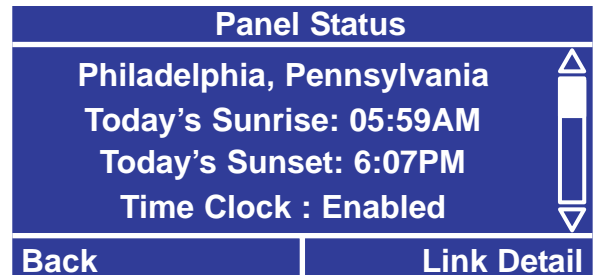 Panel Status
Philadelphia, Pennsylvania
Today's Sunrise: 05:59AM
Today's Sunset: 6:07PM
Time Clock : Enabled
Back
Link Detail